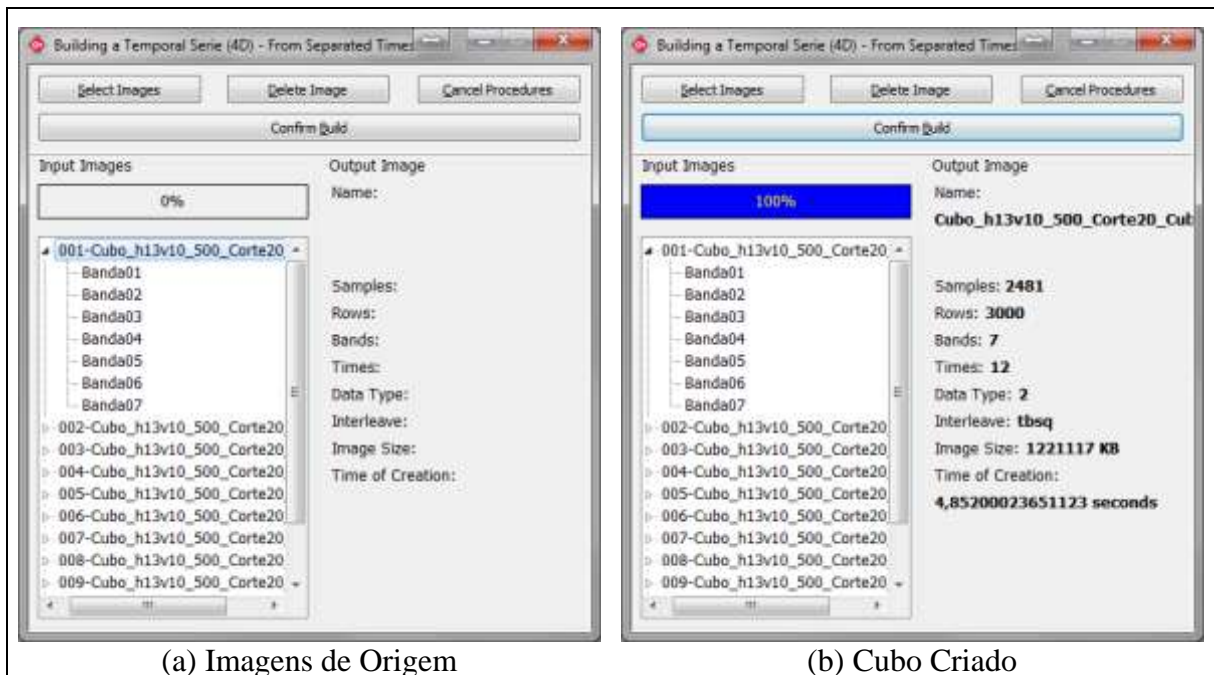 Building a Temporal Serie (4D) - From Separated Times
Select Images Delete Image Cancel Procedures
Confirm Build
Input Images
0%
001-Cubo_h13v10_500_Corte20
Banda01
Banda02
Banda03
Banda04
Banda05
Banda06
Banda07
002-Cubo_h13v10_500_Corte20
003-Cubo_h13v10_500_Corte20
004-Cubo_h13v10_500_Corte20
005-Cubo_h13v10_500_Corte20
006-Cubo_h13v10_500_Corte20
007-Cubo_h13v10_500_Corte20
008-Cubo_h13v10_500_Corte20
009-Cubo_h13v10_500_Corte20
Output Image
Name:
Samples:
Rows:
Bands:
Times:
Data Type:
Interleave:
Image Size:
Time of Creation:
(a) Imagens de Origem
Building a Temporal Serie (4D) - From Separated Times
Select Images Delete Image Cancel Procedures
Confirm Build
Input Images
100%
001-Cubo_h13v10_500_Corte20
Banda01
Banda02
Banda03
Banda04
Banda05
Banda06
Banda07
002-Cubo_h13v10_500_Corte20
003-Cubo_h13v10_500_Corte20
004-Cubo_h13v10_500_Corte20
005-Cubo_h13v10_500_Corte20
006-Cubo_h13v10_500_Corte20
007-Cubo_h13v10_500_Corte20
008-Cubo_h13v10_500_Corte20
009-Cubo_h13v10_500_Corte20
Output Image
Name:
Cubo_h13v10_500_Corte20_Cub
Samples: 2481
Rows: 3000
Bands: 7
Times: 12
Data Type: 2
Interleave: tbsq
Image Size: 1221117 KB
Time of Creation:
4,85200023651123 seconds
(b) Cubo Criado